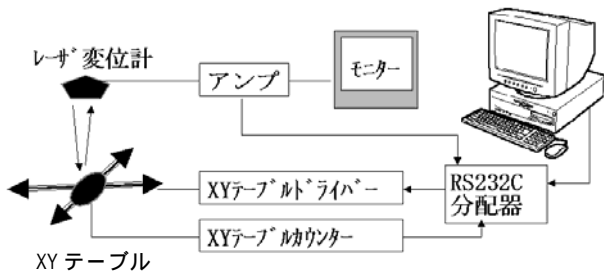 レーザ変位計
アンプ
モニター
XYテーブルドライバー
RS232C
分配器
XYテーブルカウンター
XY テーブル